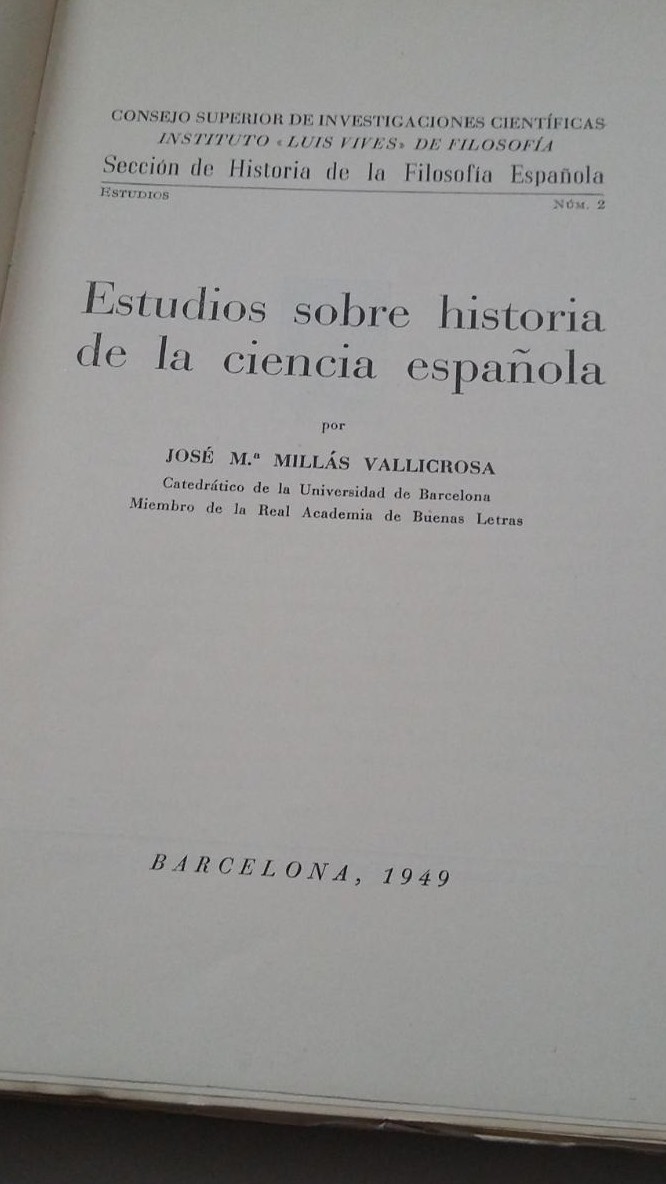 CONSEJO SUPERIOR DE INVESTIGACIONES CIENTÍFICAS
INSTITUTO «LUIS VIVES» DE FILOSOFÍA
Sección de Historia de la Filosofía Española
ESTUDIOS NÚM. 2
Estudios sobre historia
de la ciencia española
por
JOSÉ M.ª MILLÁS VALLICROSA
Catedrático de la Universidad de Barcelona
Miembro de la Real Academia de Buenas Letras
BARCELONA, 1949